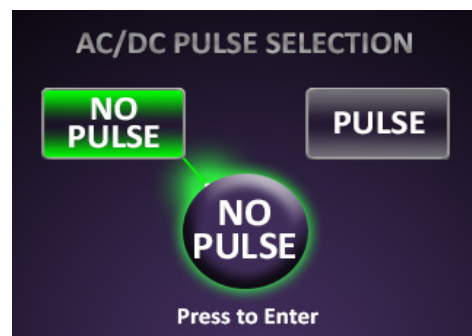 AC/DC PULSE SELECTION
NO
PULSE
PULSE
NO
PULSE
Press to Enter